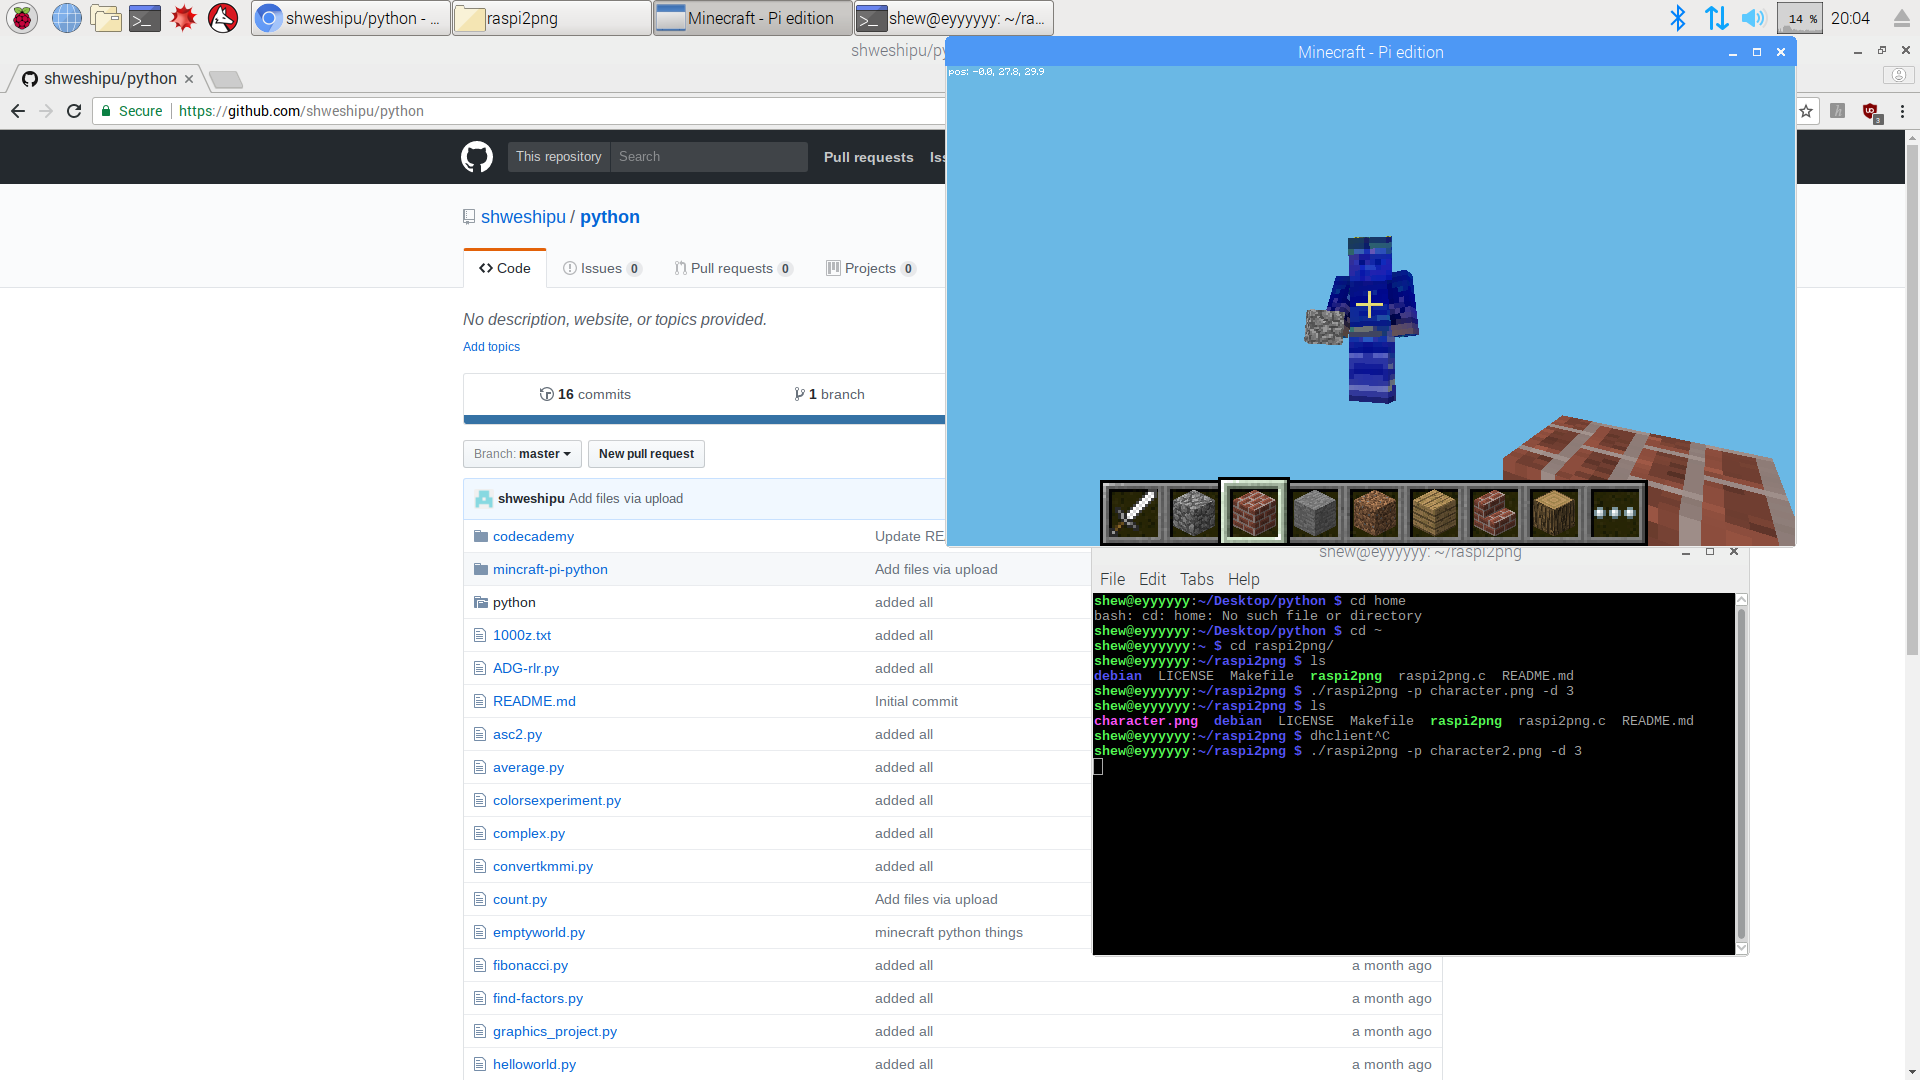 shweshipu/python - ...
raspi2png
Minecraft - Pi edition
shew@eyyyyyy: ~/ra...
14 %
20:04
shweshipu/py
shweshipu/python
Secure
https://github.com/shweshipu/python
3
This repository
Search
Pull requests
Iss
shweshipu / python
Code
Issues 0
Pull requests 0
Projects 0
No description, website, or topics provided.
Add topics
16 commits
1 branch
Branch: master
New pull request
shweshipu Add files via upload
codecademy
Update RE
mincraft-pi-python
Add files via upload
python
added all
1000z.txt
added all
ADG-rlr.py
added all
README.md
Initial commit
asc2.py
added all
average.py
added all
colorsexperiment.py
added all
complex.py
added all
convertkmmi.py
added all
count.py
Add files via upload
emptyworld.py
minecraft python things
fibonacci.py
added all
a month ago
find-factors.py
added all
a month ago
graphics_project.py
added all
a month ago
helloworld.py
added all
a month ago
Minecraft - Pi edition
pos: -0.0, 27.8, 29.9
shew@eyyyyyy: ~/raspi2png
File Edit Tabs Help
shew@eyyyyyy:~/Desktop/python $ cd home
bash: cd: home: No such file or directory
shew@eyyyyyy:~/Desktop/python $ cd ~
shew@eyyyyyy:~ $ cd raspi2png/
shew@eyyyyyy:~/raspi2png $ ls
debian LICENSE Makefile raspi2png raspi2png.c README.md
shew@eyyyyyy:~/raspi2png $ ./raspi2png -p character.png -d 3
shew@eyyyyyy:~/raspi2png $ ls
character.png debian LICENSE Makefile raspi2png raspi2png.c README.md
shew@eyyyyyy:~/raspi2png $ dhclient^C
shew@eyyyyyy:~/raspi2png $ ./raspi2png -p character2.png -d 3